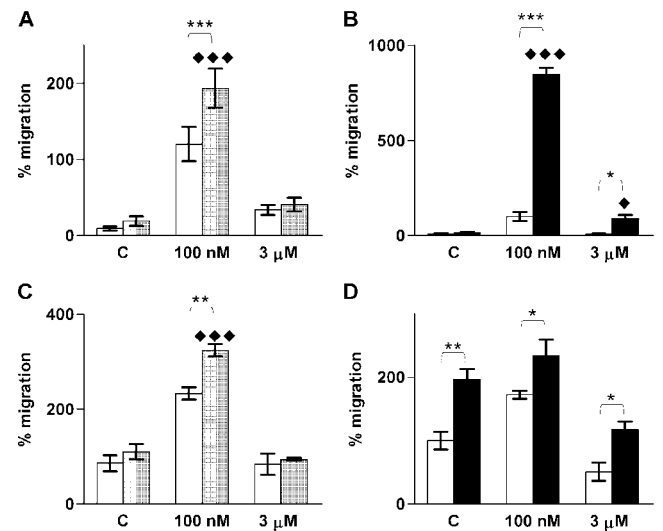 A
***
◆◆◆
200
100
0
% migration
C 100 nM 3 μM
B
***
1000
◆◆◆
500
*
◆
0
% migration
C 100 nM 3 μM
C
**
400
◆◆◆
200
0
% migration
C 100 nM 3 μM
D
*
**
200
*
0
% migration
C 100 nM 3 μM